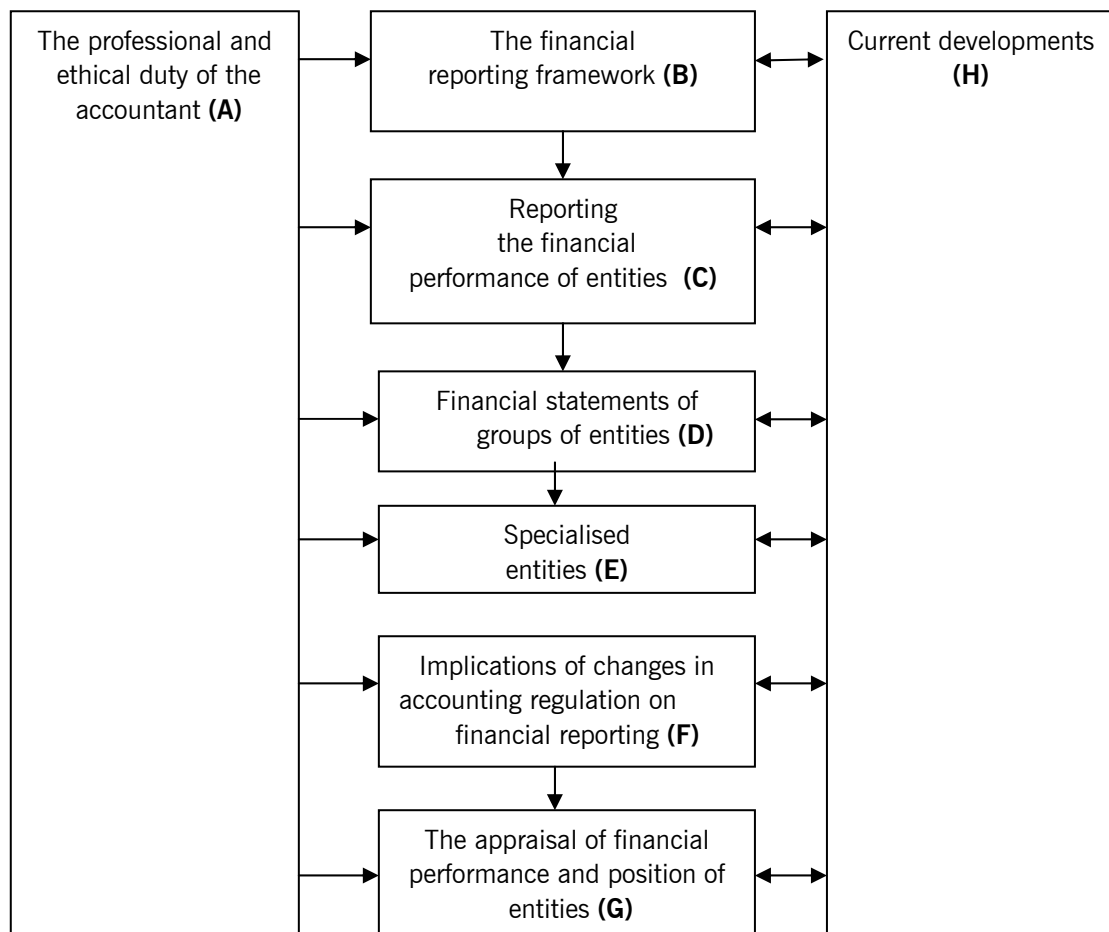 The professional and
ethical duty of the
accountant (A)
The financial
reporting framework (B)
Current developments
(H)
Reporting
the financial
performance of entities (C)
Financial statements of
groups of entities (D)
Specialised
entities (E)
Implications of changes in
accounting regulation on
financial reporting (F)
The appraisal of financial
performance and position of
entities (G)